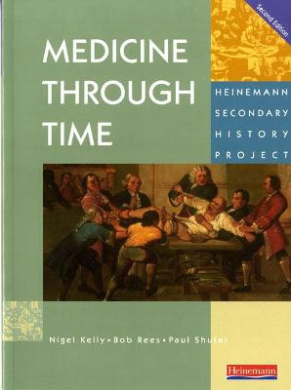 Second Edition
MEDICINE
THROUGH
TIME
HEINEMANN
SECONDARY
HISTORY
PROJECT
Nigel Kelly • Bob Rees • Paul Shuter
Heinemann